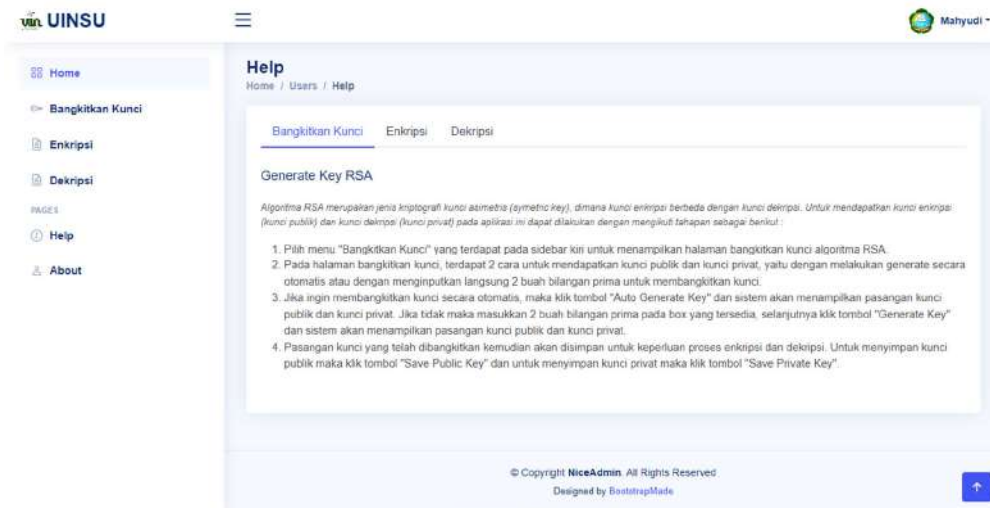 UINSU
Mahyudi
Home
Bangkitkan Kunci
Enkripsi
Dekripsi
PAGES
Help
About
Help
Home / Users / Help
Bangkitkan Kunci Enkripsi Dekripsi
Generate Key RSA
Algoritma RSA merupakan jenis kriptografi kunci asimetris (symetric key), dimana kunci enkripsi berbeda dengan kunci dekripsi. Untuk mendapatkan kunci enkripsi
(kunci publik) dan kunci dekripsi (kunci privat) pada aplikasi ini dapat dilakukan dengan mengikuti tahapan sebagai berikut :
1. Pilih menu "Bangkitkan Kunci" yang terdapat pada sidebar kiri untuk menampilkan halaman bangkitkan kunci algoritma RSA.
2. Pada halaman bangkitkan kunci, terdapat 2 cara untuk mendapatkan kunci publik dan kunci privat, yaitu dengan melakukan generate secara
otomatis atau dengan menginputkan langsung 2 buah bilangan prima untuk membangkitkan kunci.
3. Jika ingin membangkitkan kunci secara otomatis, maka klik tombol "Auto Generate Key" dan sistem akan menampilkan pasangan kunci
publik dan kunci privat. Jika tidak maka masukkan 2 buah bilangan prima pada box yang tersedia, selanjutnya klik tombol "Generate Key"
dan sistem akan menampilkan pasangan kunci publik dan kunci privat.
4. Pasangan kunci yang telah dibangkitkan kemudian akan disimpan untuk keperluan proses enkripsi dan dekripsi. Untuk menyimpan kunci
publik maka klik tombol "Save Public Key" dan untuk menyimpan kunci privat maka klik tombol "Save Private Key".
© Copyright NiceAdmin. All Rights Reserved
Designed by BootstrapMade